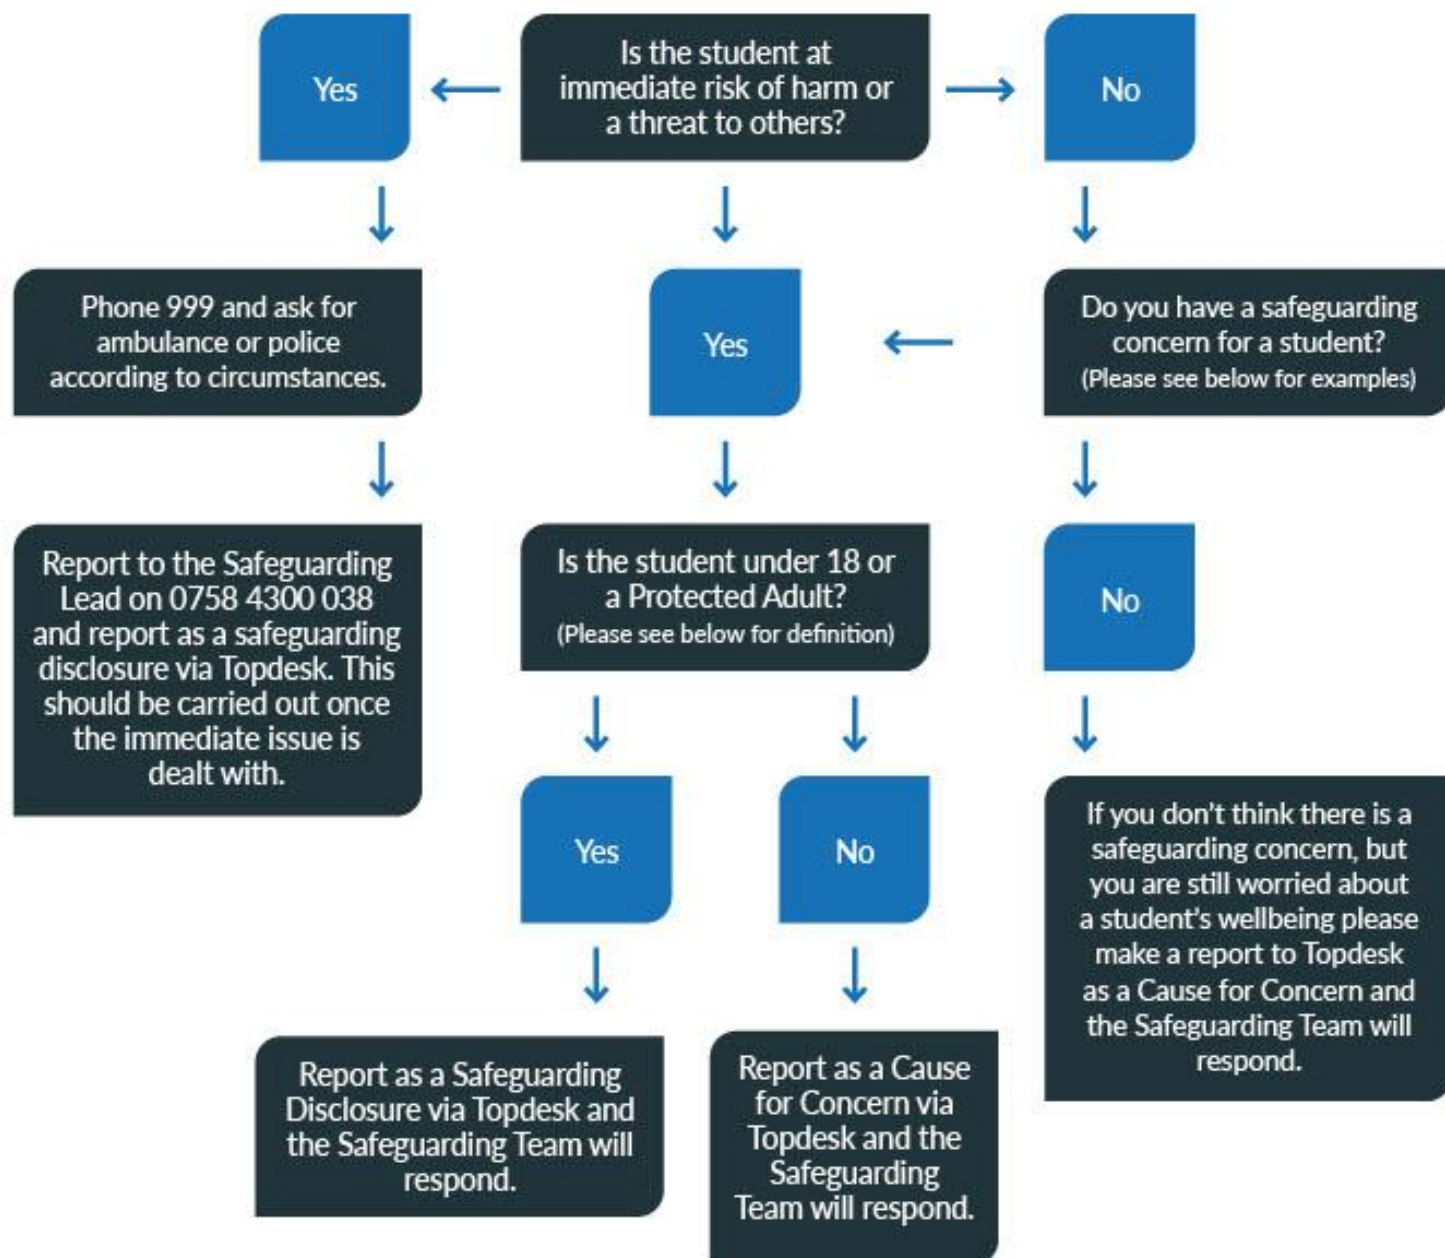 Yes
Is the student at
immediate risk of harm or
a threat to others?
No
Phone 999 and ask for
ambulance or police
according to circumstances.
Yes
Do you have a safeguarding
concern for a student?
(Please see below for examples)
Report to the Safeguarding
Lead on 0758 4300 038
and report as a safeguarding
disclosure via Topdesk. This
should be carried out once
the immediate issue is
dealt with.
Is the student under 18 or
a Protected Adult?
(Please see below for definition)
No
Yes
No
If you don’t think there is a
safeguarding concern, but
you are still worried about
a student’s wellbeing please
make a report to Topdesk
as a Cause for Concern and
the Safeguarding Team will
respond.
Report as a Safeguarding
Disclosure via Topdesk and
the Safeguarding Team will
respond.
Report as a Cause
for Concern via
Topdesk and the
Safeguarding
Team will respond.